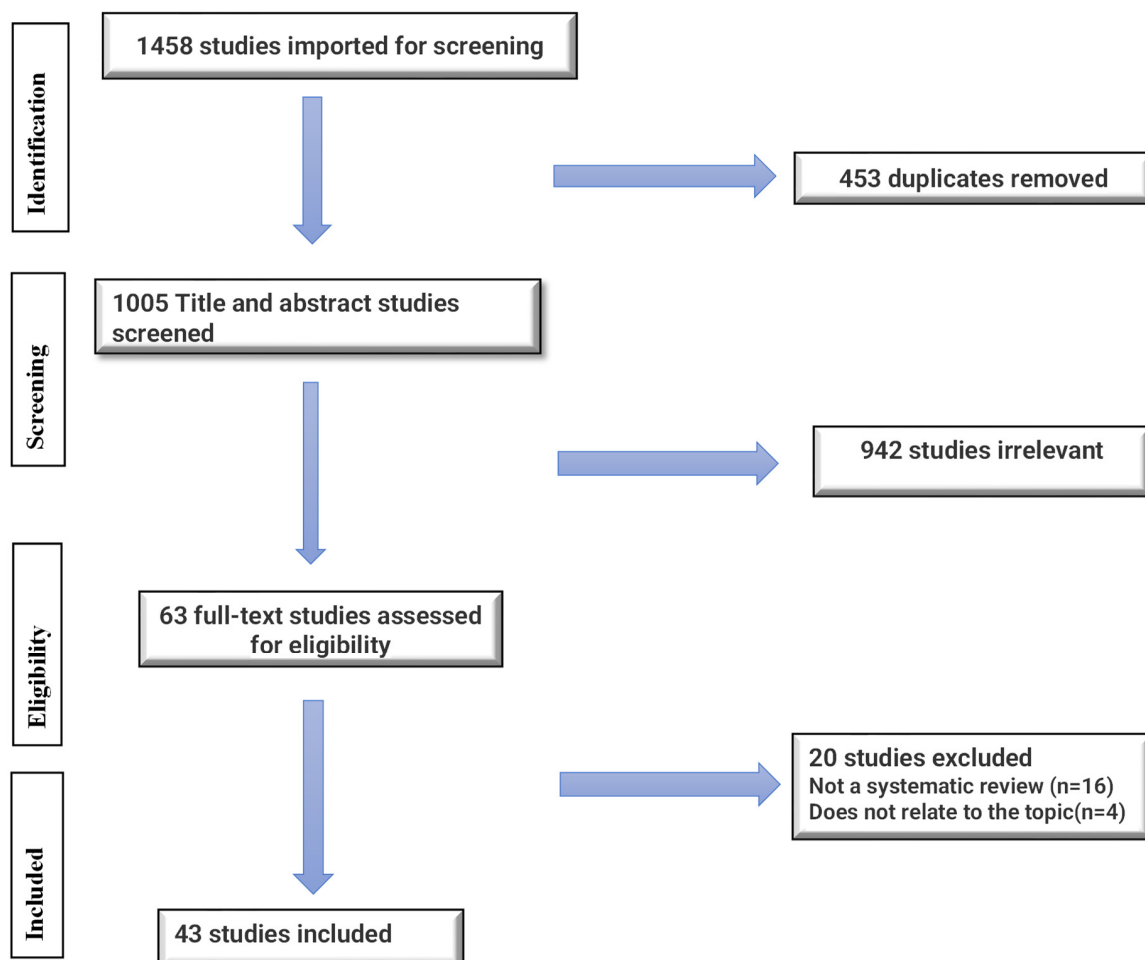 Identification
1458 studies imported for screening
453 duplicates removed
Screening
1005 Title and abstract studies
screened
942 studies irrelevant
Eligibility
63 full-text studies assessed
for eligibility
20 studies excluded
Not a systematic review (n=16)
Does not relate to the topic(n=4)
Included
43 studies included